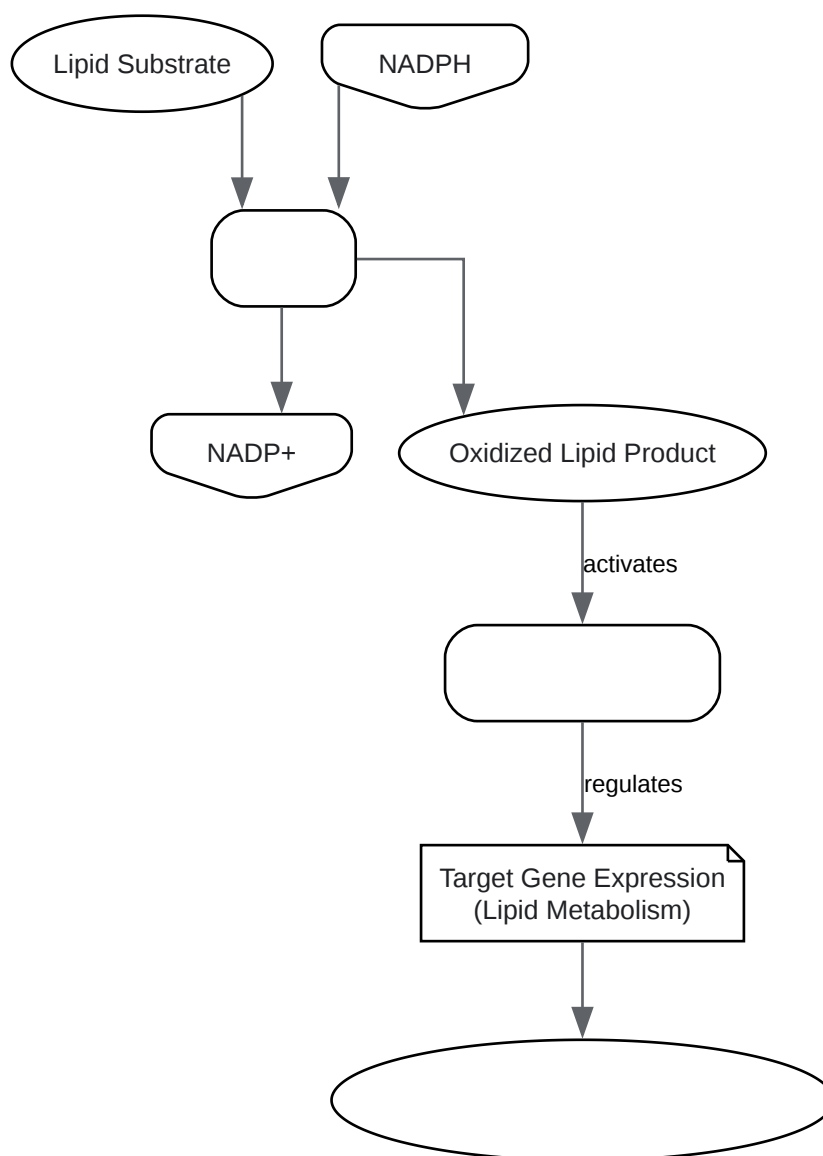 Lipid Substrate
NADPH
NADP+
Oxidized Lipid Product
activates
regulates
Target Gene Expression
(Lipid Metabolism)